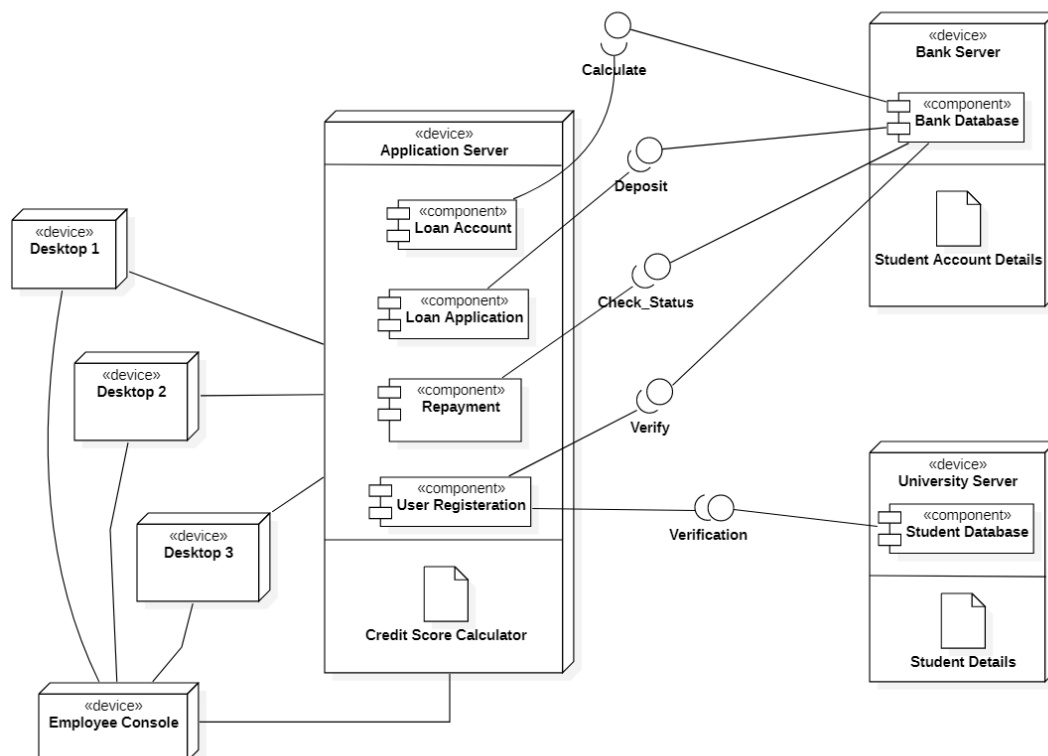 «device»
Bank Server
«component»
Bank Database
Student Account Details
Calculate
Deposit
Check_Status
Verify
Verification
«device»
Application Server
«component»
Loan Account
«component»
Loan Application
«component»
Repayment
«component»
User Registeration
Credit Score Calculator
«device»
Desktop 1
«device»
Desktop 2
«device»
Desktop 3
«device»
Employee Console
«device»
University Server
«component»
Student Database
Student Details